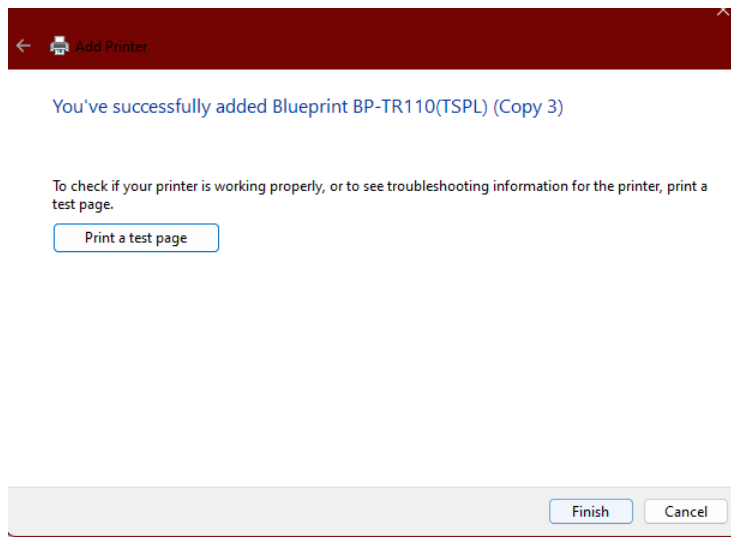 Add Printer
You've successfully added Blueprint BP-TR110(TSPL) (Copy 3)
To check if your printer is working properly, or to see troubleshooting information for the printer, print a
test page.
Print a test page
Finish
Cancel